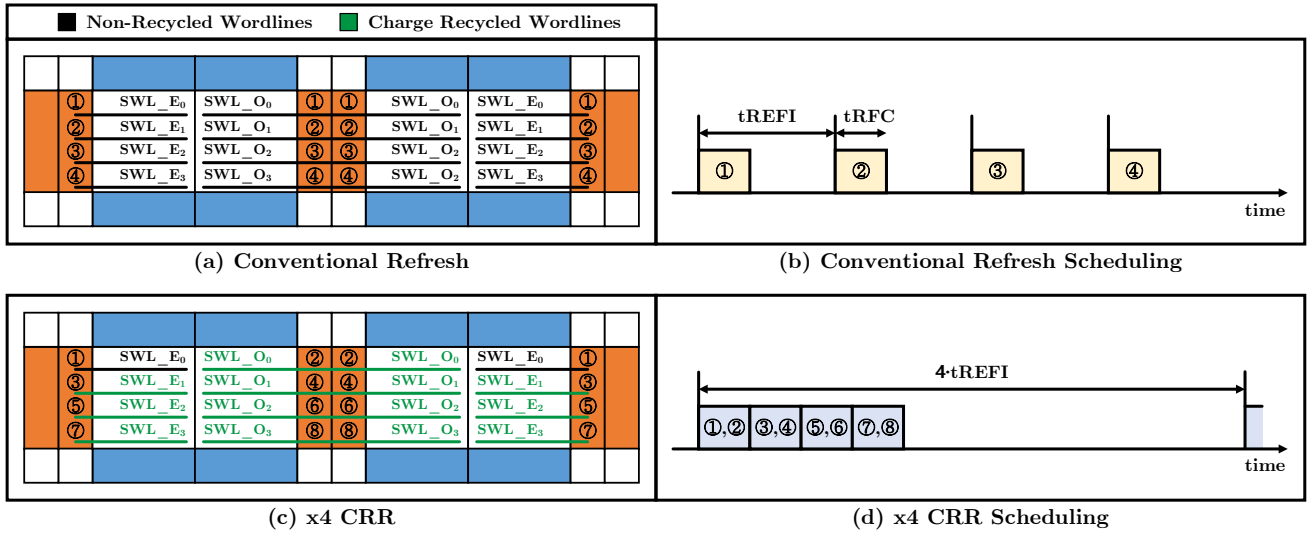 Non-Recycled Wordlines Charge Recycled Wordlines
① SWL_E₀ SWL_O₀ ① ① SWL_O₀ SWL_E₀ ①
② SWL_E₁ SWL_O₁ ② ② SWL_O₁ SWL_E₁ ②
③ SWL_E₂ SWL_O₂ ③ ③ SWL_O₂ SWL_E₂ ③
④ SWL_E₃ SWL_O₃ ④ ④ SWL_O₂ SWL_E₃ ④
tREFI tRFC
① ② ③ ④
time
(a) Conventional Refresh
(b) Conventional Refresh Scheduling
① SWL_E₀ SWL_O₀ ② ② SWL_O₀ SWL_E₀ ①
③ SWL_E₁ SWL_O₁ ④ ④ SWL_O₁ SWL_E₁ ③
⑤ SWL_E₂ SWL_O₂ ⑥ ⑥ SWL_O₂ SWL_E₂ ⑤
⑦ SWL_E₃ SWL_O₃ ⑧ ⑧ SWL_O₃ SWL_E₃ ⑦
4·tREFI
①,② ③,④ ⑤,⑥ ⑦,⑧
time
(c) x4 CRR
(d) x4 CRR Scheduling